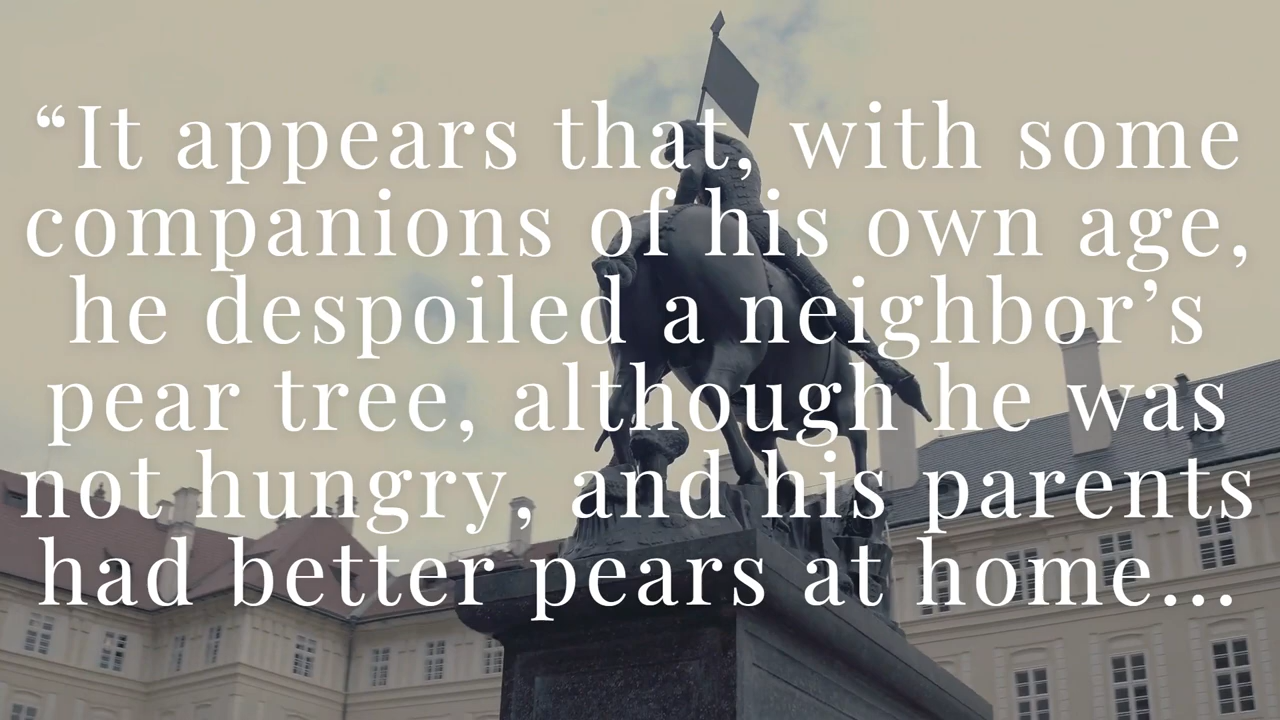 “It appears that, with some
companions of his own age,
he despoiled a neighbor’s
pear tree, although he was
not hungry, and his parents
had better pears at home...